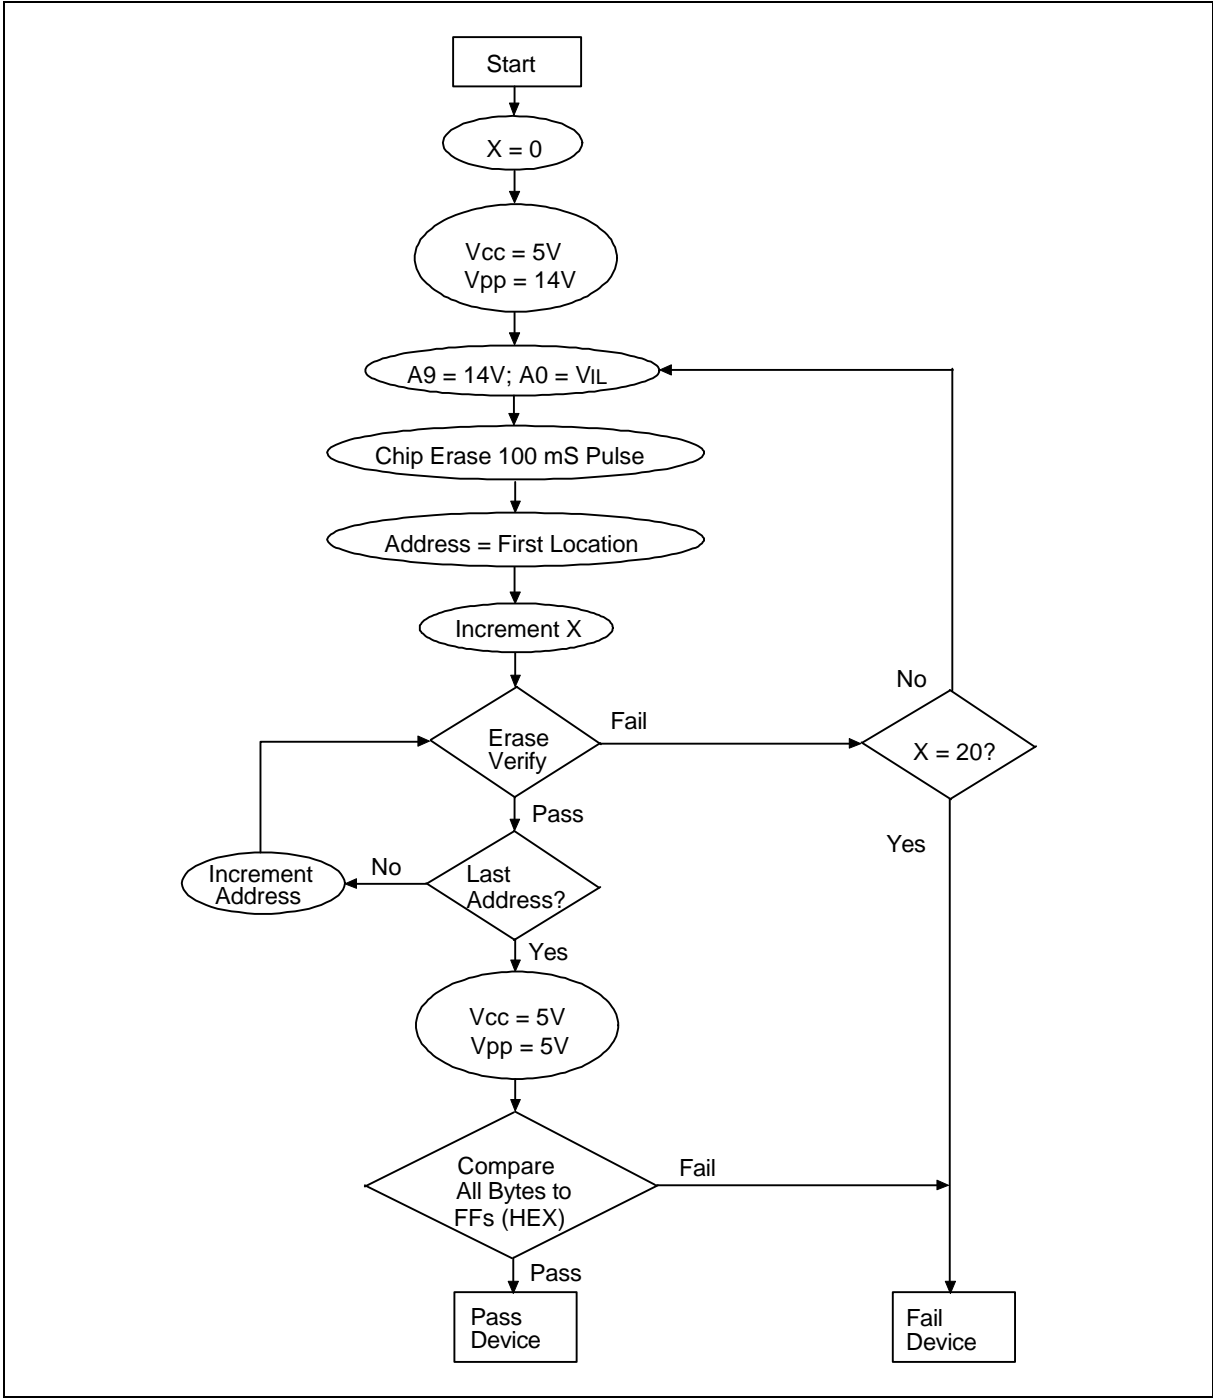 Start
X = 0
Vcc = 5V
Vpp = 14V
A9 = 14V; A0 = VIL
Chip Erase 100 mS Pulse
Address = First Location
Increment X
Erase
Verify
Fail
No
X = 20?
Yes
Pass
Last
Address?
No
Increment
Address
Yes
Vcc = 5V
Vpp = 5V
Compare
All Bytes to
FFs (HEX)
Fail
Pass
Pass
Device
Fail
Device